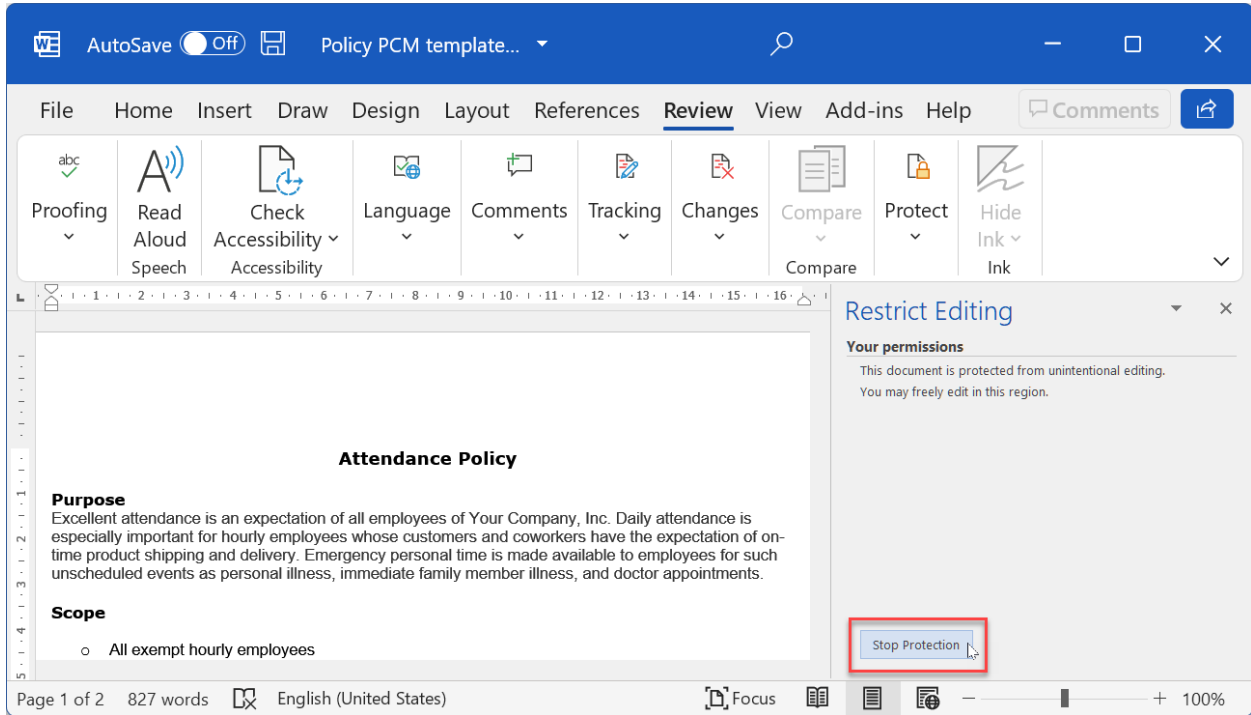 AutoSave Off Policy PCM template...
File Home Insert Draw Design Layout References Review View Add-ins Help Comments
abc
Proofing Read Aloud Check Accessibility Language Comments Tracking Changes Compare Protect Hide Ink
Speech Accessibility Compare Ink
1 2 3 4 5 6 7 8 9 10 11 12 13 14 15 16
Restrict Editing
Your permissions
This document is protected from unintentional editing.
You may freely edit in this region.
Attendance Policy
Purpose
Excellent attendance is an expectation of all employees of Your Company, Inc. Daily attendance is
especially important for hourly employees whose customers and coworkers have the expectation of on-
time product shipping and delivery. Emergency personal time is made available to employees for such
unscheduled events as personal illness, immediate family member illness, and doctor appointments.
Scope
o All exempt hourly employees
1 2 3 4 5
Stop Protection
Page 1 of 2 827 words English (United States) Focus 100%